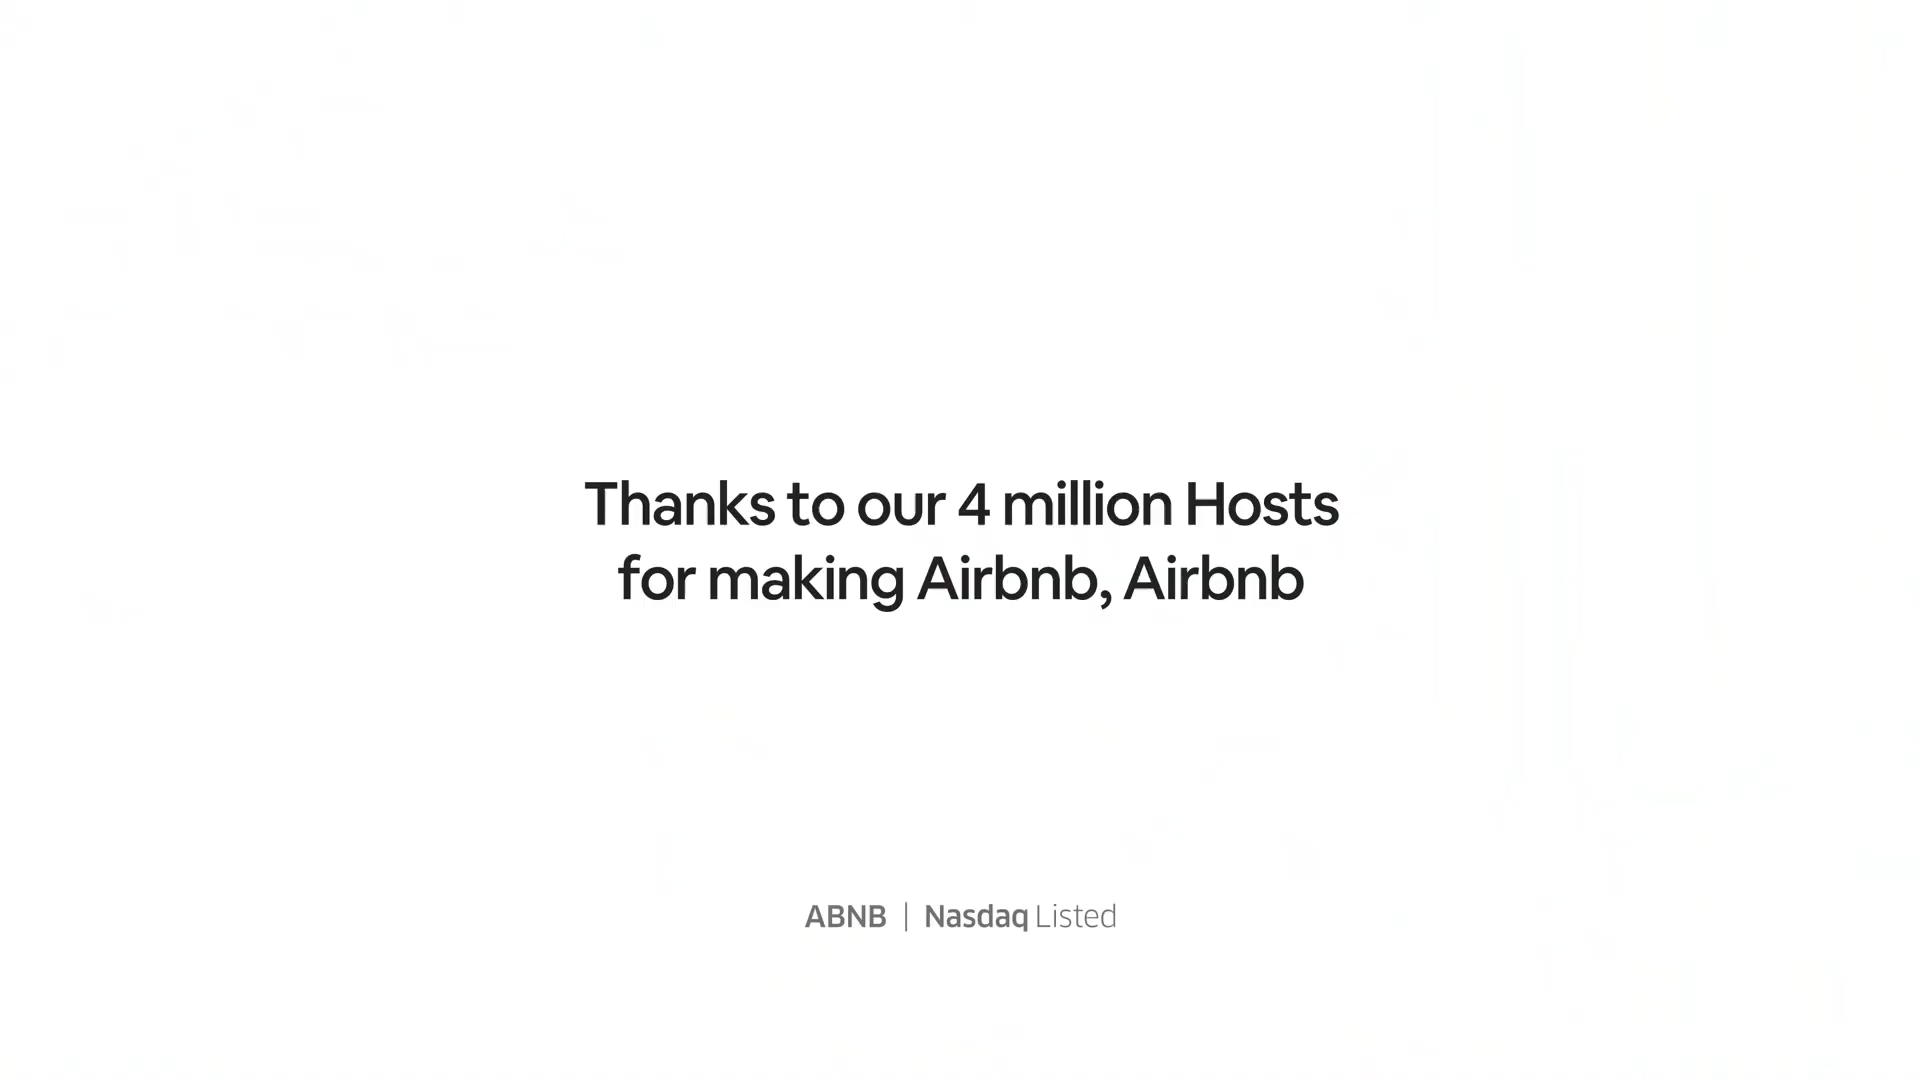 Thanks to our 4 million Hosts
for making Airbnb, Airbnb
ABNB | Nasdaq Listed